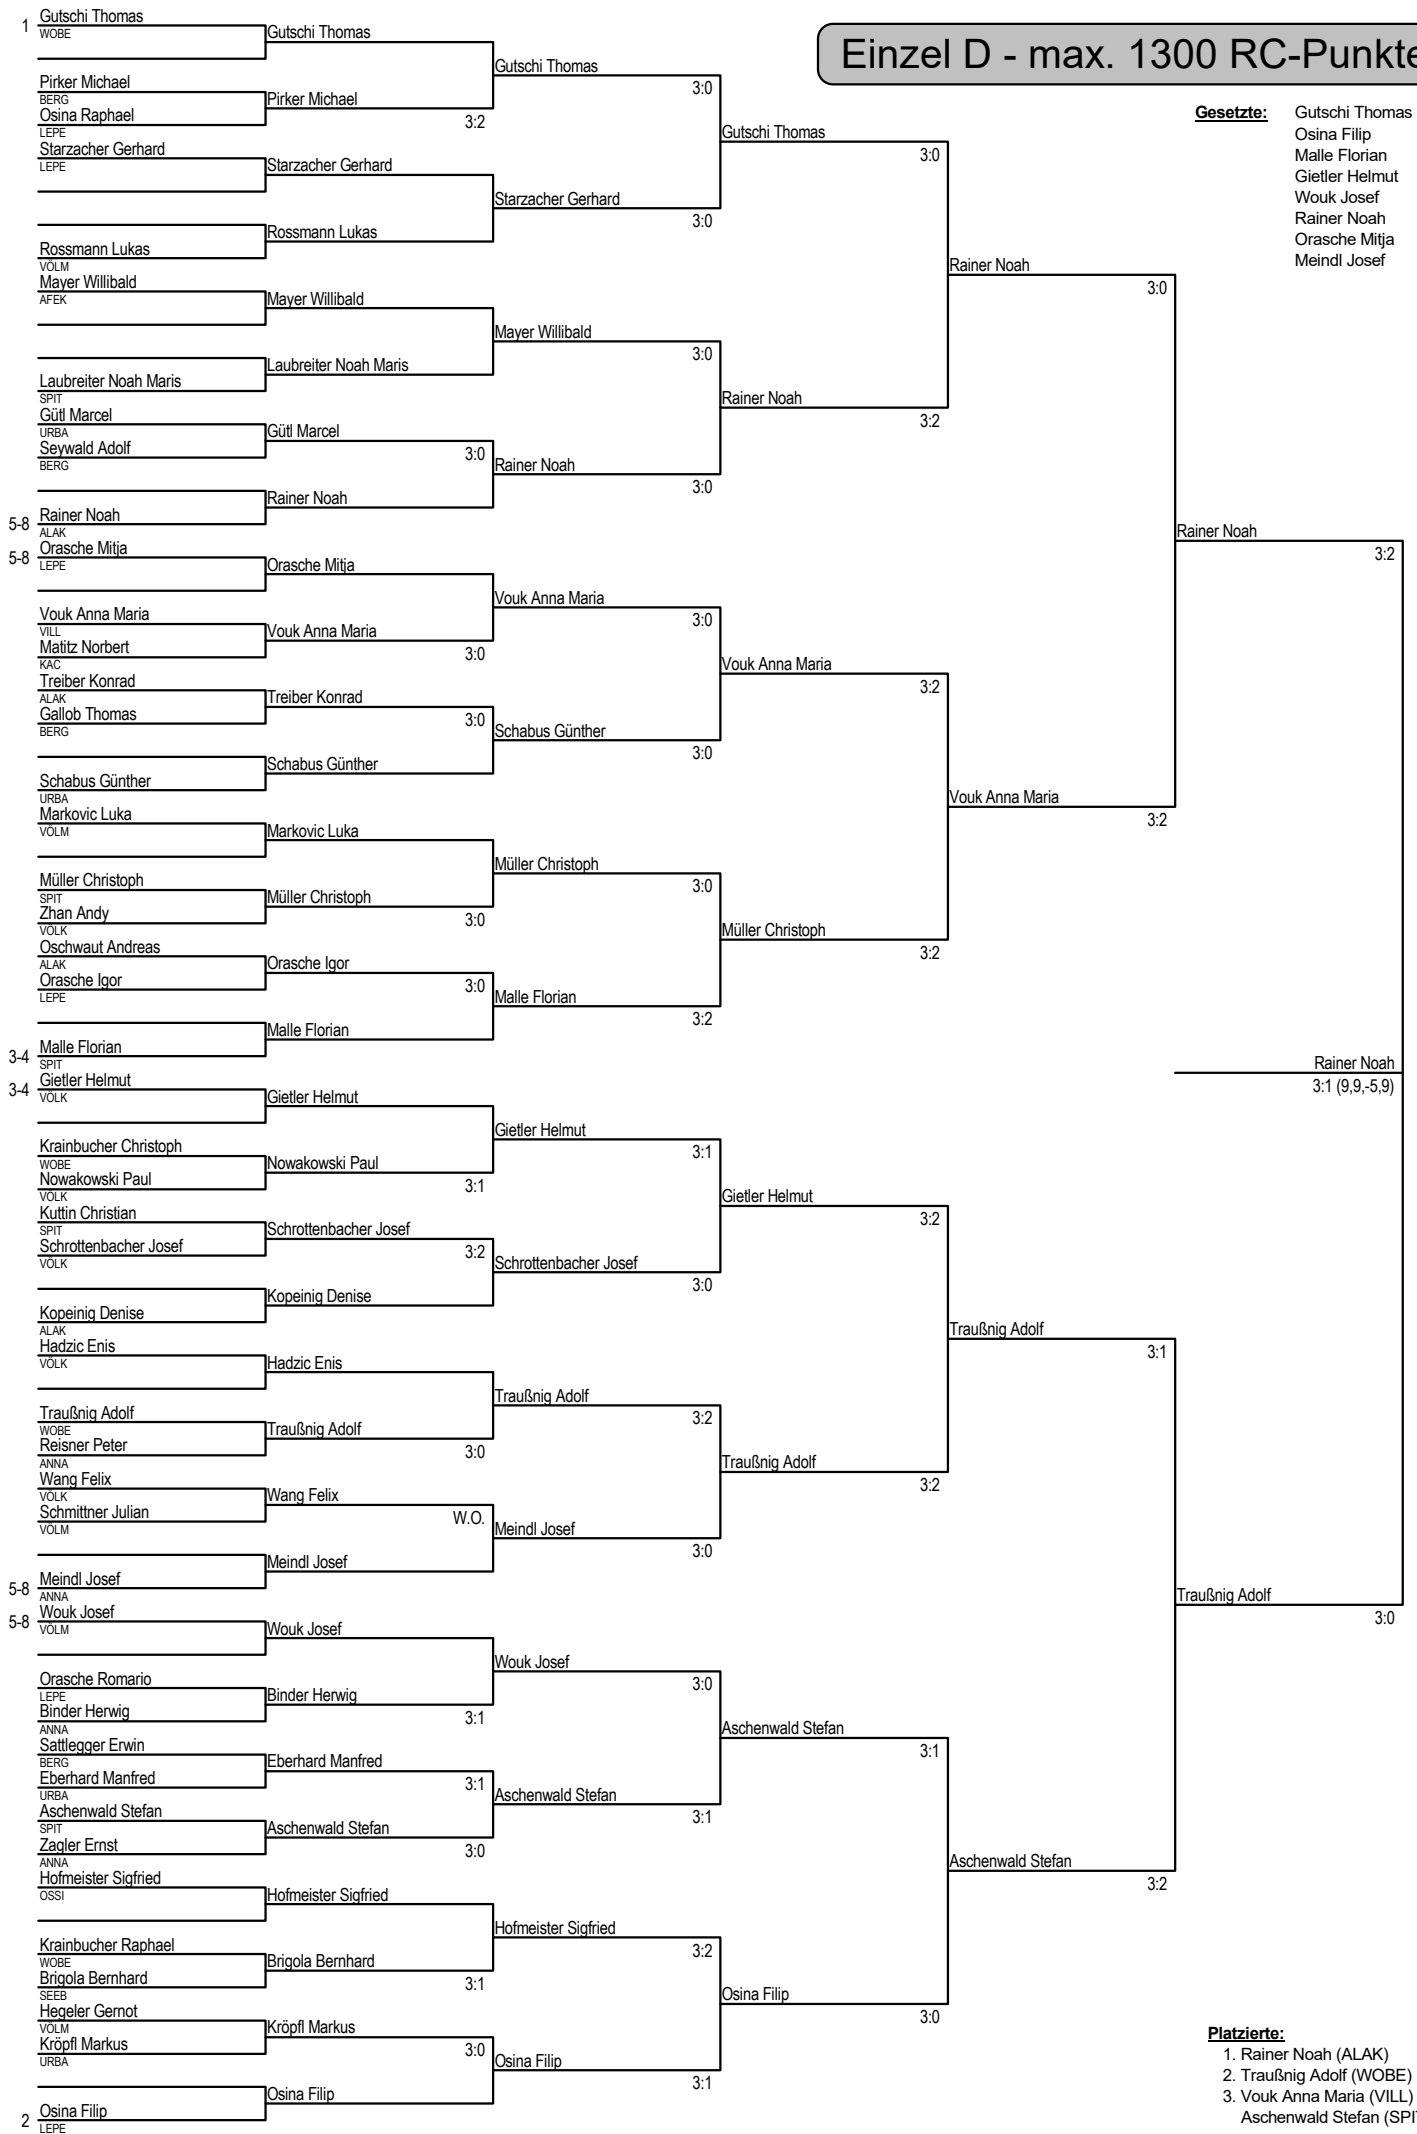 Einzel D - max. 1300 RC-Punkte
Gesetzte:
Gutschi Thomas
Osina Filip
Malle Florian
Gietler Helmut
Wouk Josef
Rainer Noah
Orasche Mitja
Meindl Josef
1 Gutschi Thomas
WOBE
Pirker Michael
BERG
Osina Raphael
LEPE
Starzacher Gerhard
LEPE
Rossmann Lukas
VÖLM
Mayer Willibald
AFEK
Laubreiter Noah Maris
SPIT
Gütl Marcel
URBA
Seywald Adolf
BERG
5-8 Rainer Noah
ALAK
5-8 Orasche Mitja
LEPE
Vouk Anna Maria
VILL
Matitz Norbert
KAC
Treiber Konrad
ALAK
Gallob Thomas
BERG
Schabus Günther
URBA
Markovic Luka
VÖLM
Müller Christoph
SPIT
Zhan Andy
VÖLK
Oschwaut Andreas
ALAK
Orasche Igor
LEPE
3-4 Malle Florian
SPIT
3-4 Gietler Helmut
VÖLK
Krainbucher Christoph
WOBE
Nowakowski Paul
VÖLK
Kuttin Christian
SPIT
Schrottenbacher Josef
VÖLK
Kopeinig Denise
ALAK
Hadzic Enis
VÖLK
Traußnig Adolf
WOBE
Reisner Peter
ANNA
Wang Felix
VÖLK
Schmittner Julian
VÖLM
5-8 Meindl Josef
ANNA
5-8 Wouk Josef
VÖLM
Orasche Romario
LEPE
Binder Herwig
ANNA
Sattlegger Erwin
BERG
Eberhard Manfred
URBA
Aschenwald Stefan
SPIT
Zagler Ernst
ANNA
Hofmeister Sigfried
OSSI
Krainbucher Raphael
WOBE
Brigola Bernhard
SEEB
Hegeler Gernot
VÖLM
Kröpfl Markus
URBA
2 Osina Filip
LEPE
Gutschi Thomas
Pirker Michael
3:2
Starzacher Gerhard
Rossmann Lukas
Mayer Willibald
Laubreiter Noah Maris
Gütl Marcel
3:0
Rainer Noah
Orasche Mitja
Vouk Anna Maria
3:0
Treiber Konrad
3:0
Schabus Günther
Markovic Luka
Müller Christoph
3:0
Orasche Igor
3:0
Malle Florian
Gietler Helmut
Nowakowski Paul
3:1
Schrottenbacher Josef
3:2
Kopeinig Denise
Hadzic Enis
Traußnig Adolf
3:0
Wang Felix
W.O.
Meindl Josef
Wouk Josef
Binder Herwig
3:1
Eberhard Manfred
3:1
Aschenwald Stefan
3:0
Hofmeister Sigfried
Brigola Bernhard
3:1
Kröpfl Markus
3:0
Osina Filip
Gutschi Thomas
3:0
Starzacher Gerhard
3:0
Mayer Willibald
3:0
Rainer Noah
3:0
Vouk Anna Maria
3:0
Schabus Günther
3:0
Müller Christoph
3:0
Malle Florian
3:2
Gietler Helmut
3:1
Schrottenbacher Josef
3:0
Traußnig Adolf
3:2
Meindl Josef
3:0
Wouk Josef
3:0
Aschenwald Stefan
3:1
Hofmeister Sigfried
3:2
Osina Filip
3:1
Gutschi Thomas
3:0
Rainer Noah
3:2
Vouk Anna Maria
3:2
Müller Christoph
3:2
Gietler Helmut
3:2
Traußnig Adolf
3:2
Aschenwald Stefan
3:1
Osina Filip
3:0
Rainer Noah
3:0
Vouk Anna Maria
3:2
Traußnig Adolf
3:1
Aschenwald Stefan
3:2
Rainer Noah
3:2
Traußnig Adolf
3:0
Rainer Noah
3:1 (9,9,-5,9)
Platzierte:
1. Rainer Noah (ALAK)
2. Traußnig Adolf (WOBE)
3. Vouk Anna Maria (VILL)
Aschenwald Stefan (SPI